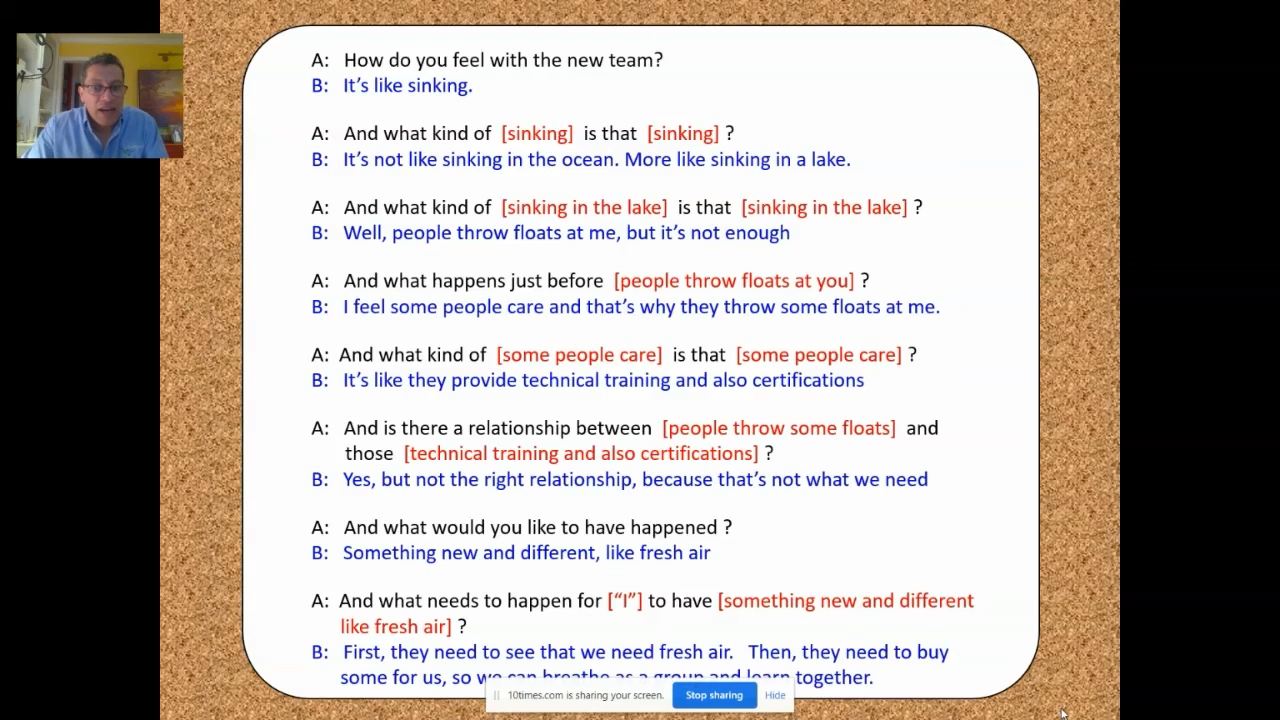 A: How do you feel with the new team?
B: It's like sinking.
A: And what kind of [sinking] is that [sinking] ?
B: It's not like sinking in the ocean. More like sinking in a lake.
A: And what kind of [sinking in the lake] is that [sinking in the lake] ?
B: Well, people throw floats at me, but it's not enough
A: And what happens just before [people throw floats at you] ?
B: I feel some people care and that's why they throw some floats at me.
A: And what kind of [some people care] is that [some people care] ?
B: It's like they provide technical training and also certifications
A: And is there a relationship between [people throw some floats] and
those [technical training and also certifications] ?
B: Yes, but not the right relationship, because that's not what we need
A: And what would you like to have happened ?
B: Something new and different, like fresh air
A: And what needs to happen for [“I”] to have [something new and different
like fresh air] ?
B: First, they need to see that we need fresh air. Then, they need to buy
some for us, so we can breathe as a group and learn together.
10times.com is sharing your screen. Stop sharing Hide